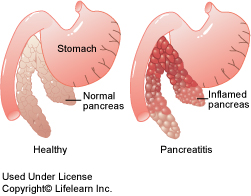 Stomach
Normal
pancreas
Inflamed
pancreas
Healthy
Pancreatitis
Used Under License
Copyright© Lifelearn Inc.